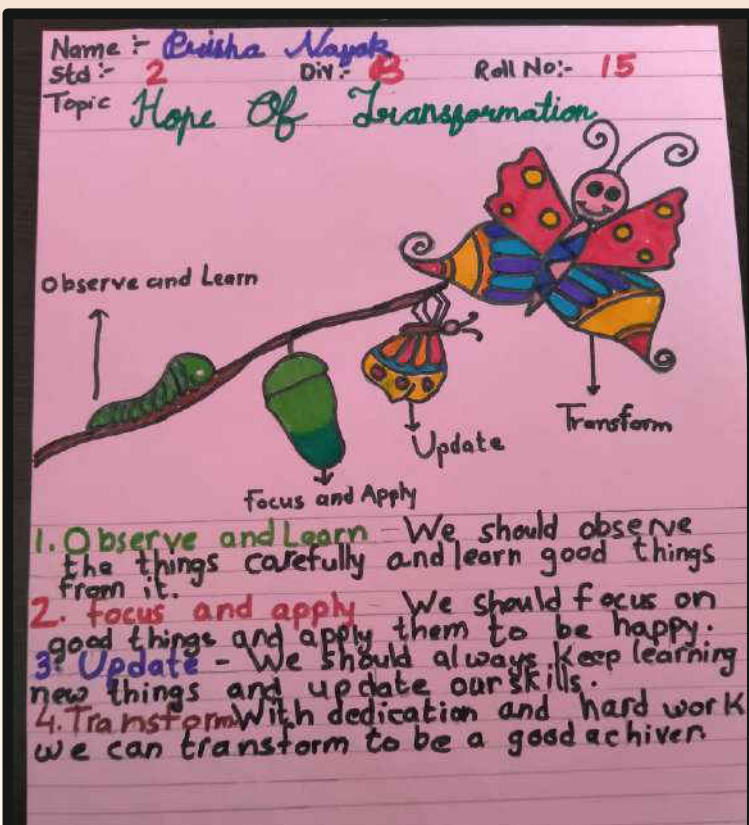 Name :- Prisha Nayak
Std :- 2 Div :- B Roll No:- 15
Topic Hope Of Transformation
Observe and Learn
Transform
Update
Focus and Apply
1. Observe and Learn - We should observe
the things carefully and learn good things
from it.
2. focus and apply - We should focus on
good things and apply them to be happy.
3. Update - We should always keep learning
new things and update our skills.
4. Transform With dedication and hard work
we can transform to be a good achiver